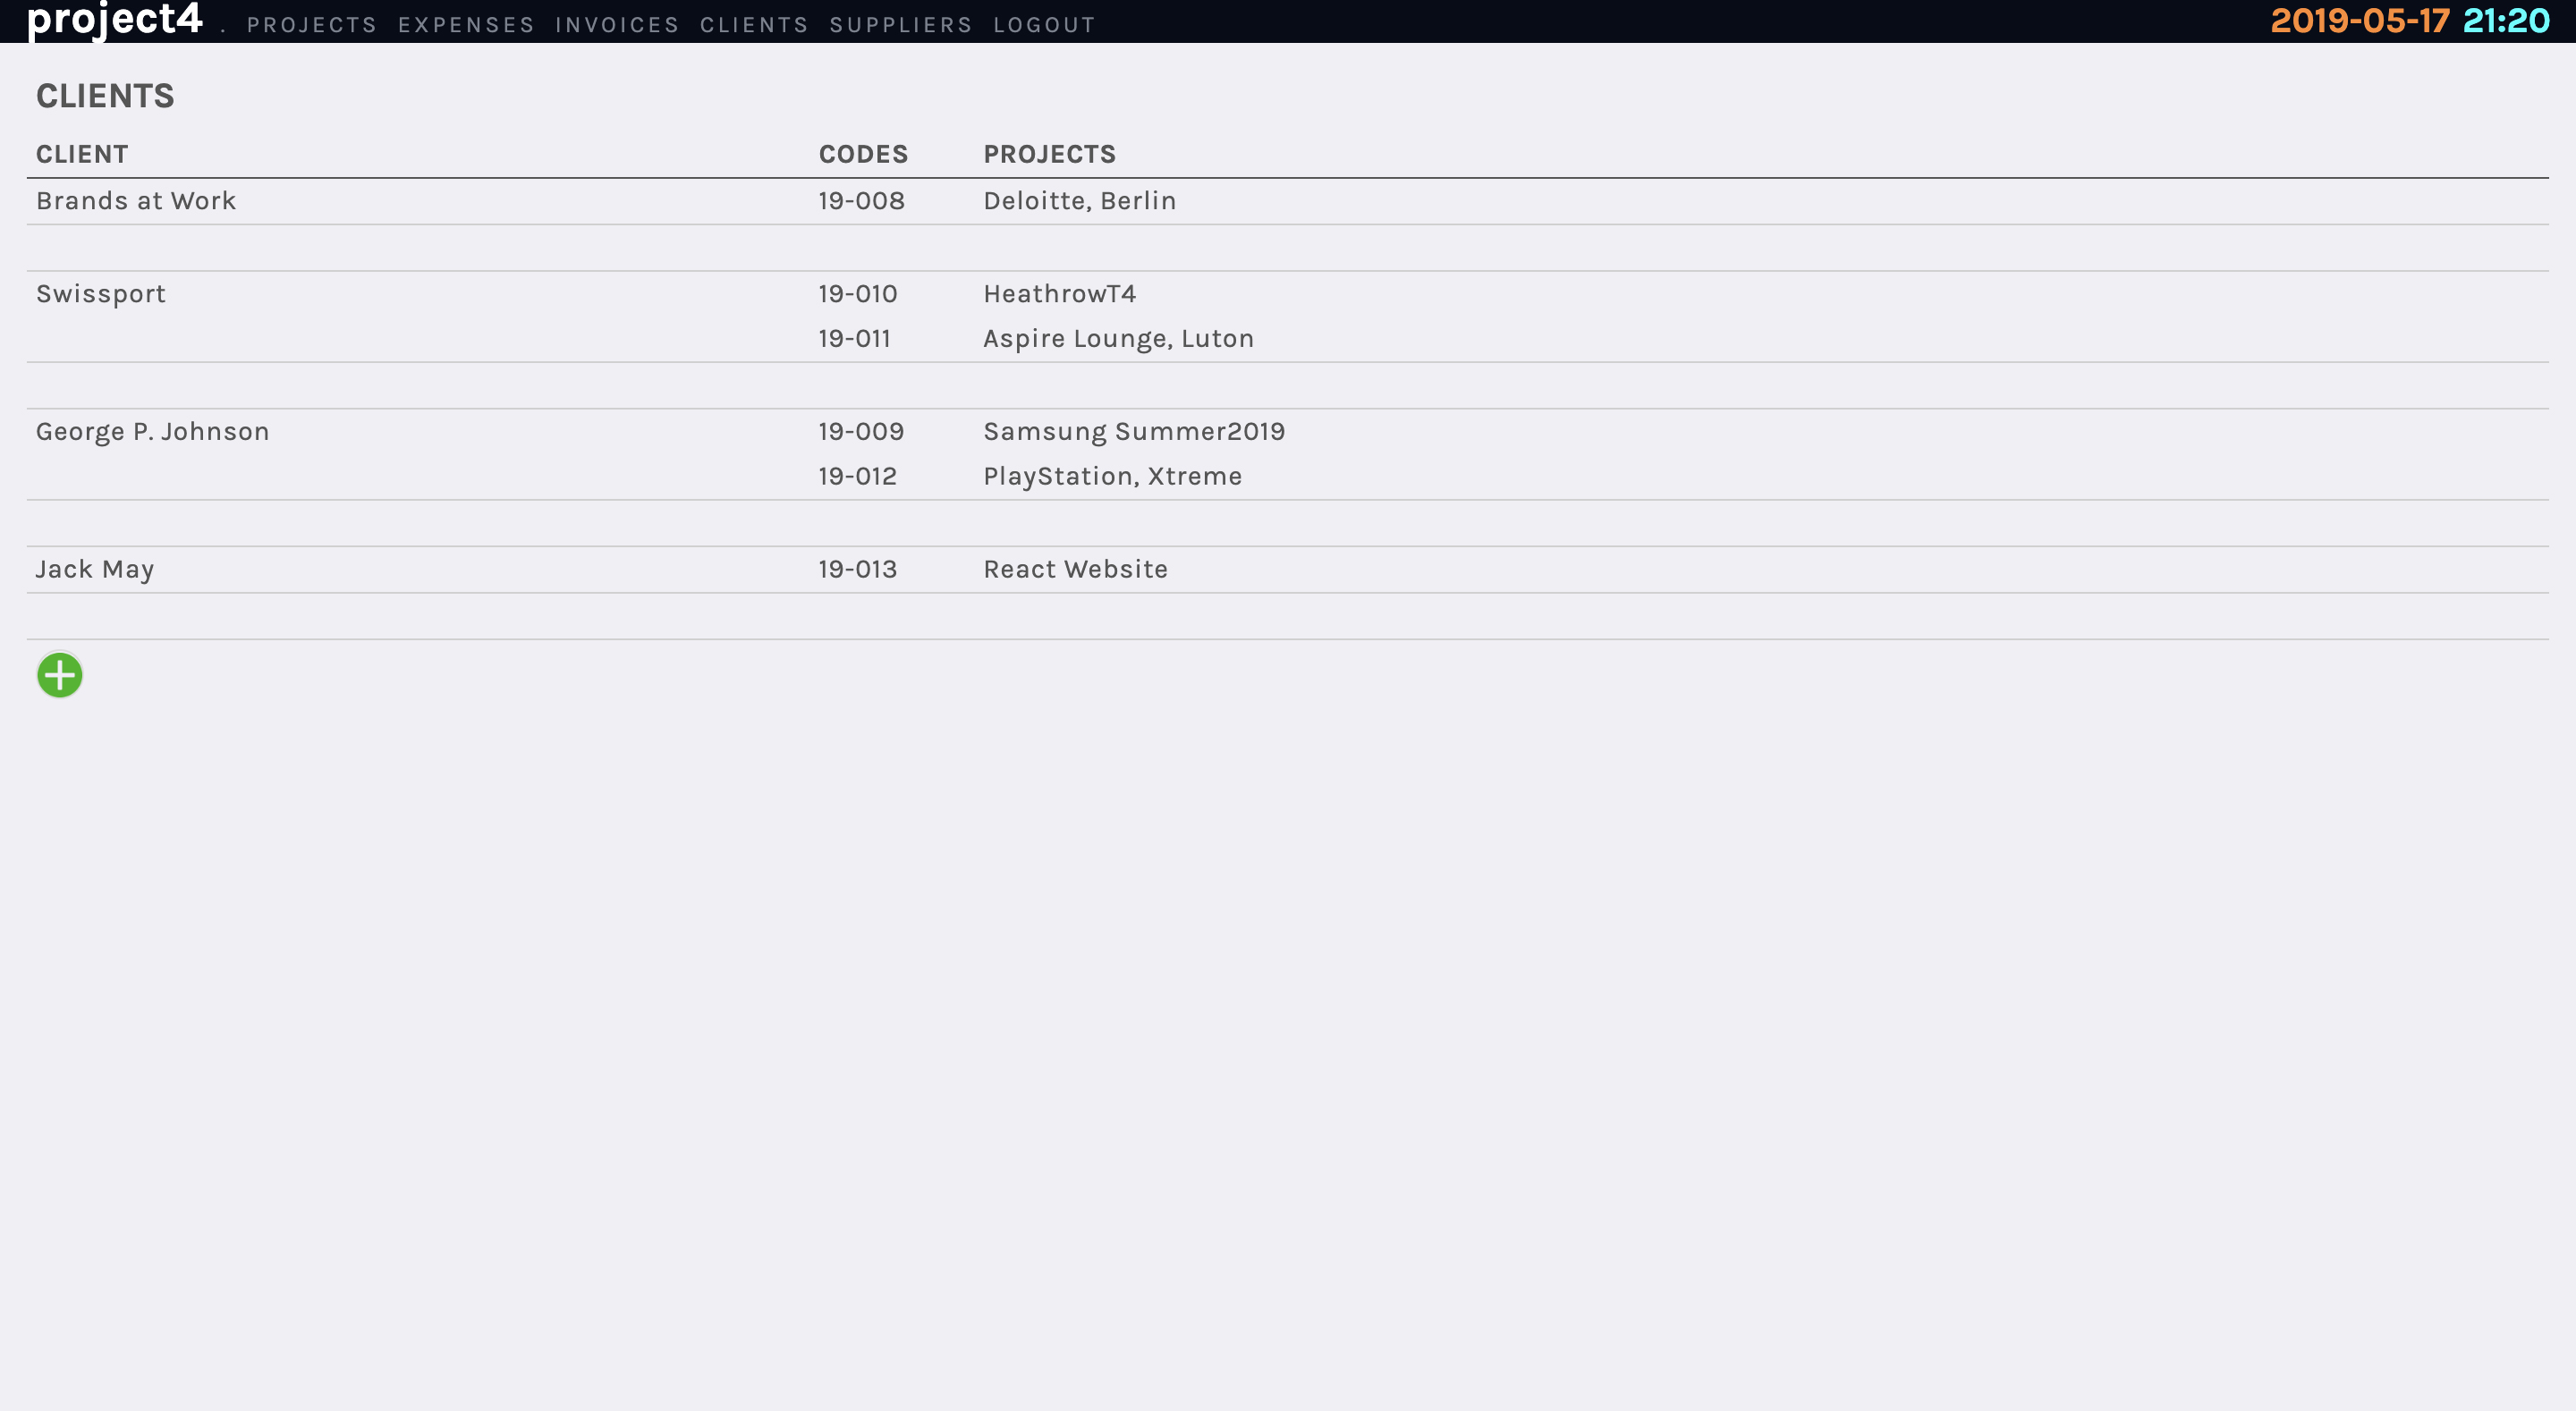 project4 . PROJECTS EXPENSES INVOICES CLIENTS SUPPLIERS LOGOUT 2019-05-17 21:20
CLIENTS
CLIENT CODES PROJECTS
Brands at Work 19-008 Deloitte, Berlin
Swissport 19-010 HeathrowT4
19-011 Aspire Lounge, Luton
George P. Johnson 19-009 Samsung Summer2019
19-012 PlayStation, Xtreme
Jack May 19-013 React Website